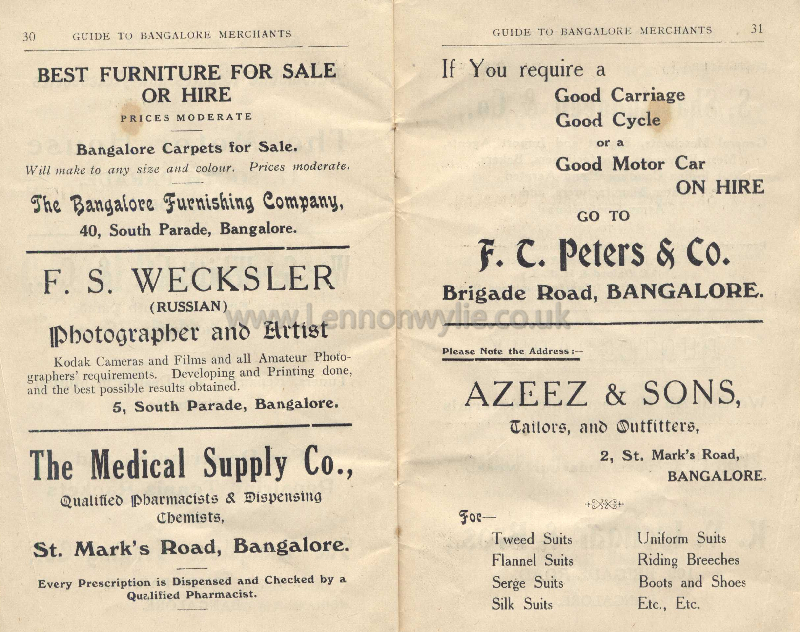 30 GUIDE TO BANGALORE MERCHANTS
BEST FURNITURE FOR SALE
OR HIRE
PRICES MODERATE
Bangalore Carpets for Sale.
Will make to any size and colour. Prices moderate.
The Bangalore Furnishing Company,
40, South Parade, Bangalore.
F. S. WECKSLER
(RUSSIAN)
Photographer and Artist
Kodak Cameras and Films and all Amateur Photo-
graphers' requirements. Developing and Printing done,
and the best possible results obtained.
5, South Parade, Bangalore.
The Medical Supply Co.,
Qualified Pharmacists & Dispensing
Chemists,
St. Mark's Road, Bangalore.
Every Prescription is Dispensed and Checked by a
Qualified Pharmacist.
GUIDE TO BANGALORE MERCHANTS 31
If You require a
Good Carriage
Good Cycle
or a
Good Motor Car
ON HIRE
GO TO
F. C. Peters & Co.
Brigade Road, BANGALORE.
www.Lennonwylie.co.uk
Please Note the Address:—
AZEEZ & SONS,
Tailors, and Outfitters,
2, St. Mark's Road,
BANGALORE.
For—
Tweed Suits Uniform Suits
Flannel Suits Riding Breeches
Serge Suits Boots and Shoes
Silk Suits Etc., Etc.